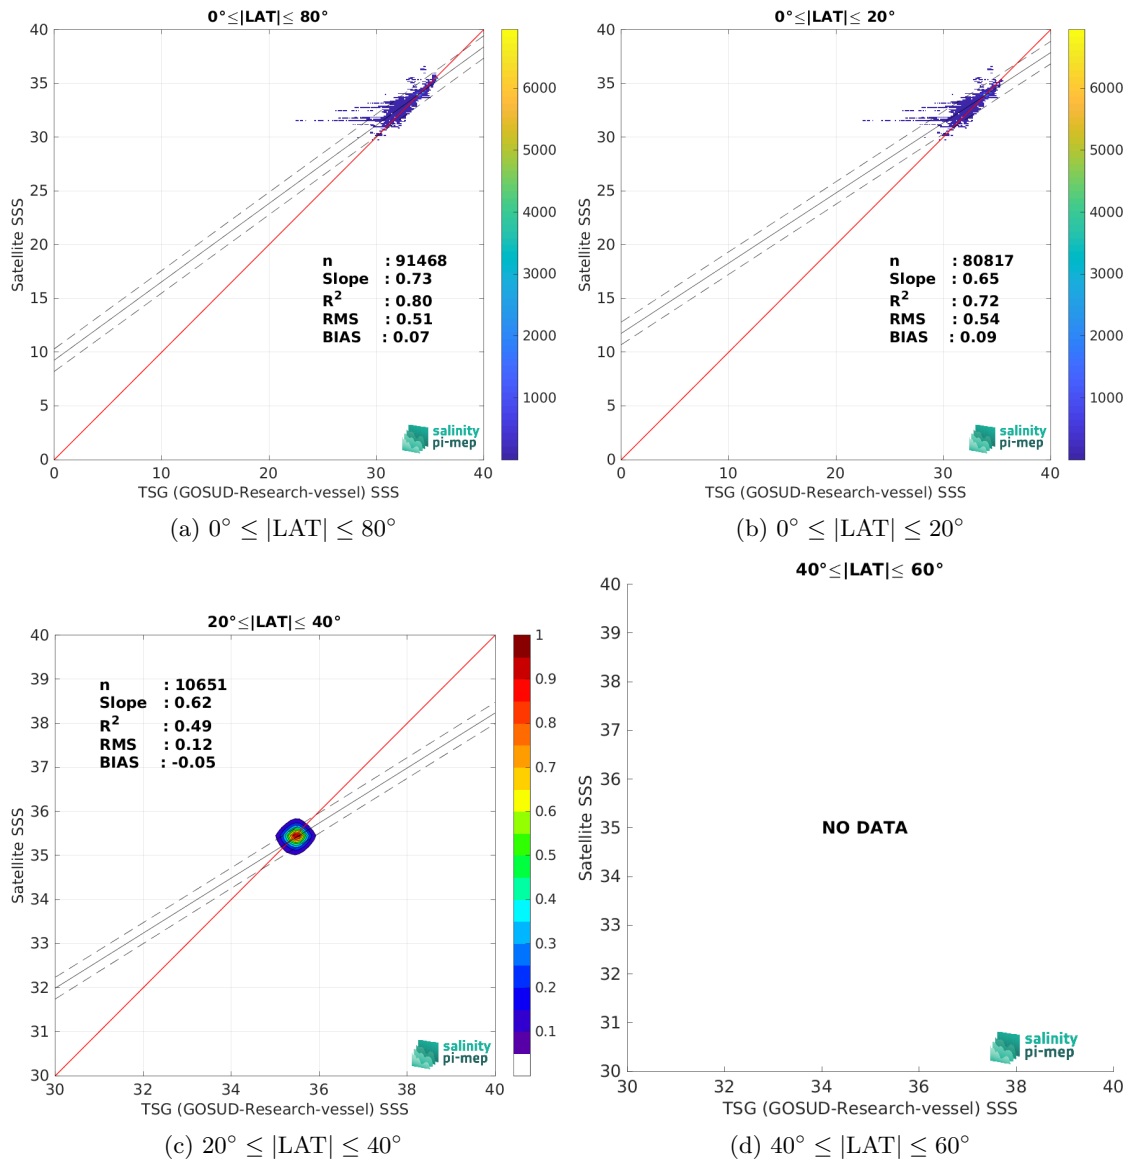 0°≤|LAT|≤ 80°
40
35
30
25
20
15
10
5
0
Satellite SSS
n : 91468
Slope : 0.73
R² : 0.80
RMS : 0.51
BIAS : 0.07
salinity
pi-mep
0 10 20 30 40
TSG (GOSUD-Research-vessel) SSS
6000
5000
4000
3000
2000
1000
(a) 0° ≤ |LAT| ≤ 80°
0°≤|LAT|≤ 20°
40
35
30
25
20
15
10
5
0
Satellite SSS
n : 80817
Slope : 0.65
R² : 0.72
RMS : 0.54
BIAS : 0.09
salinity
pi-mep
0 10 20 30 40
TSG (GOSUD-Research-vessel) SSS
6000
5000
4000
3000
2000
1000
(b) 0° ≤ |LAT| ≤ 20°
20°≤|LAT|≤ 40°
40
39
38
37
36
35
34
33
32
31
30
Satellite SSS
n : 10651
Slope : 0.62
R² : 0.49
RMS : 0.12
BIAS : -0.05
salinity
pi-mep
30 32 34 36 38 40
TSG (GOSUD-Research-vessel) SSS
1
0.9
0.8
0.7
0.6
0.5
0.4
0.3
0.2
0.1
(c) 20° ≤ |LAT| ≤ 40°
40°≤|LAT|≤ 60°
40
39
38
37
36
35
34
33
32
31
30
Satellite SSS
NO DATA
salinity
pi-mep
30 32 34 36 38 40
TSG (GOSUD-Research-vessel) SSS
(d) 40° ≤ |LAT| ≤ 60°